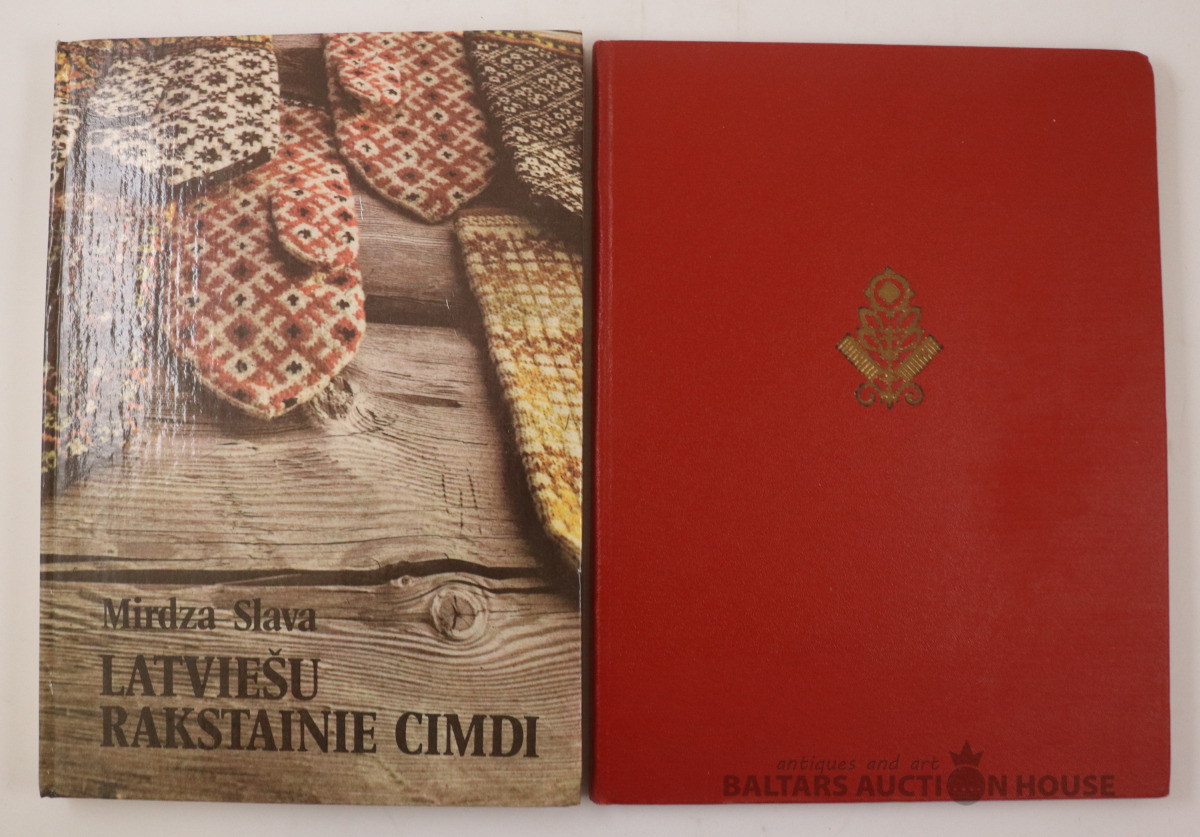 Mirdza Slava
LATVIEŠU
RAKSTAINIE CIMDI
antiques and art
BALTARS AUCTION HOUSE